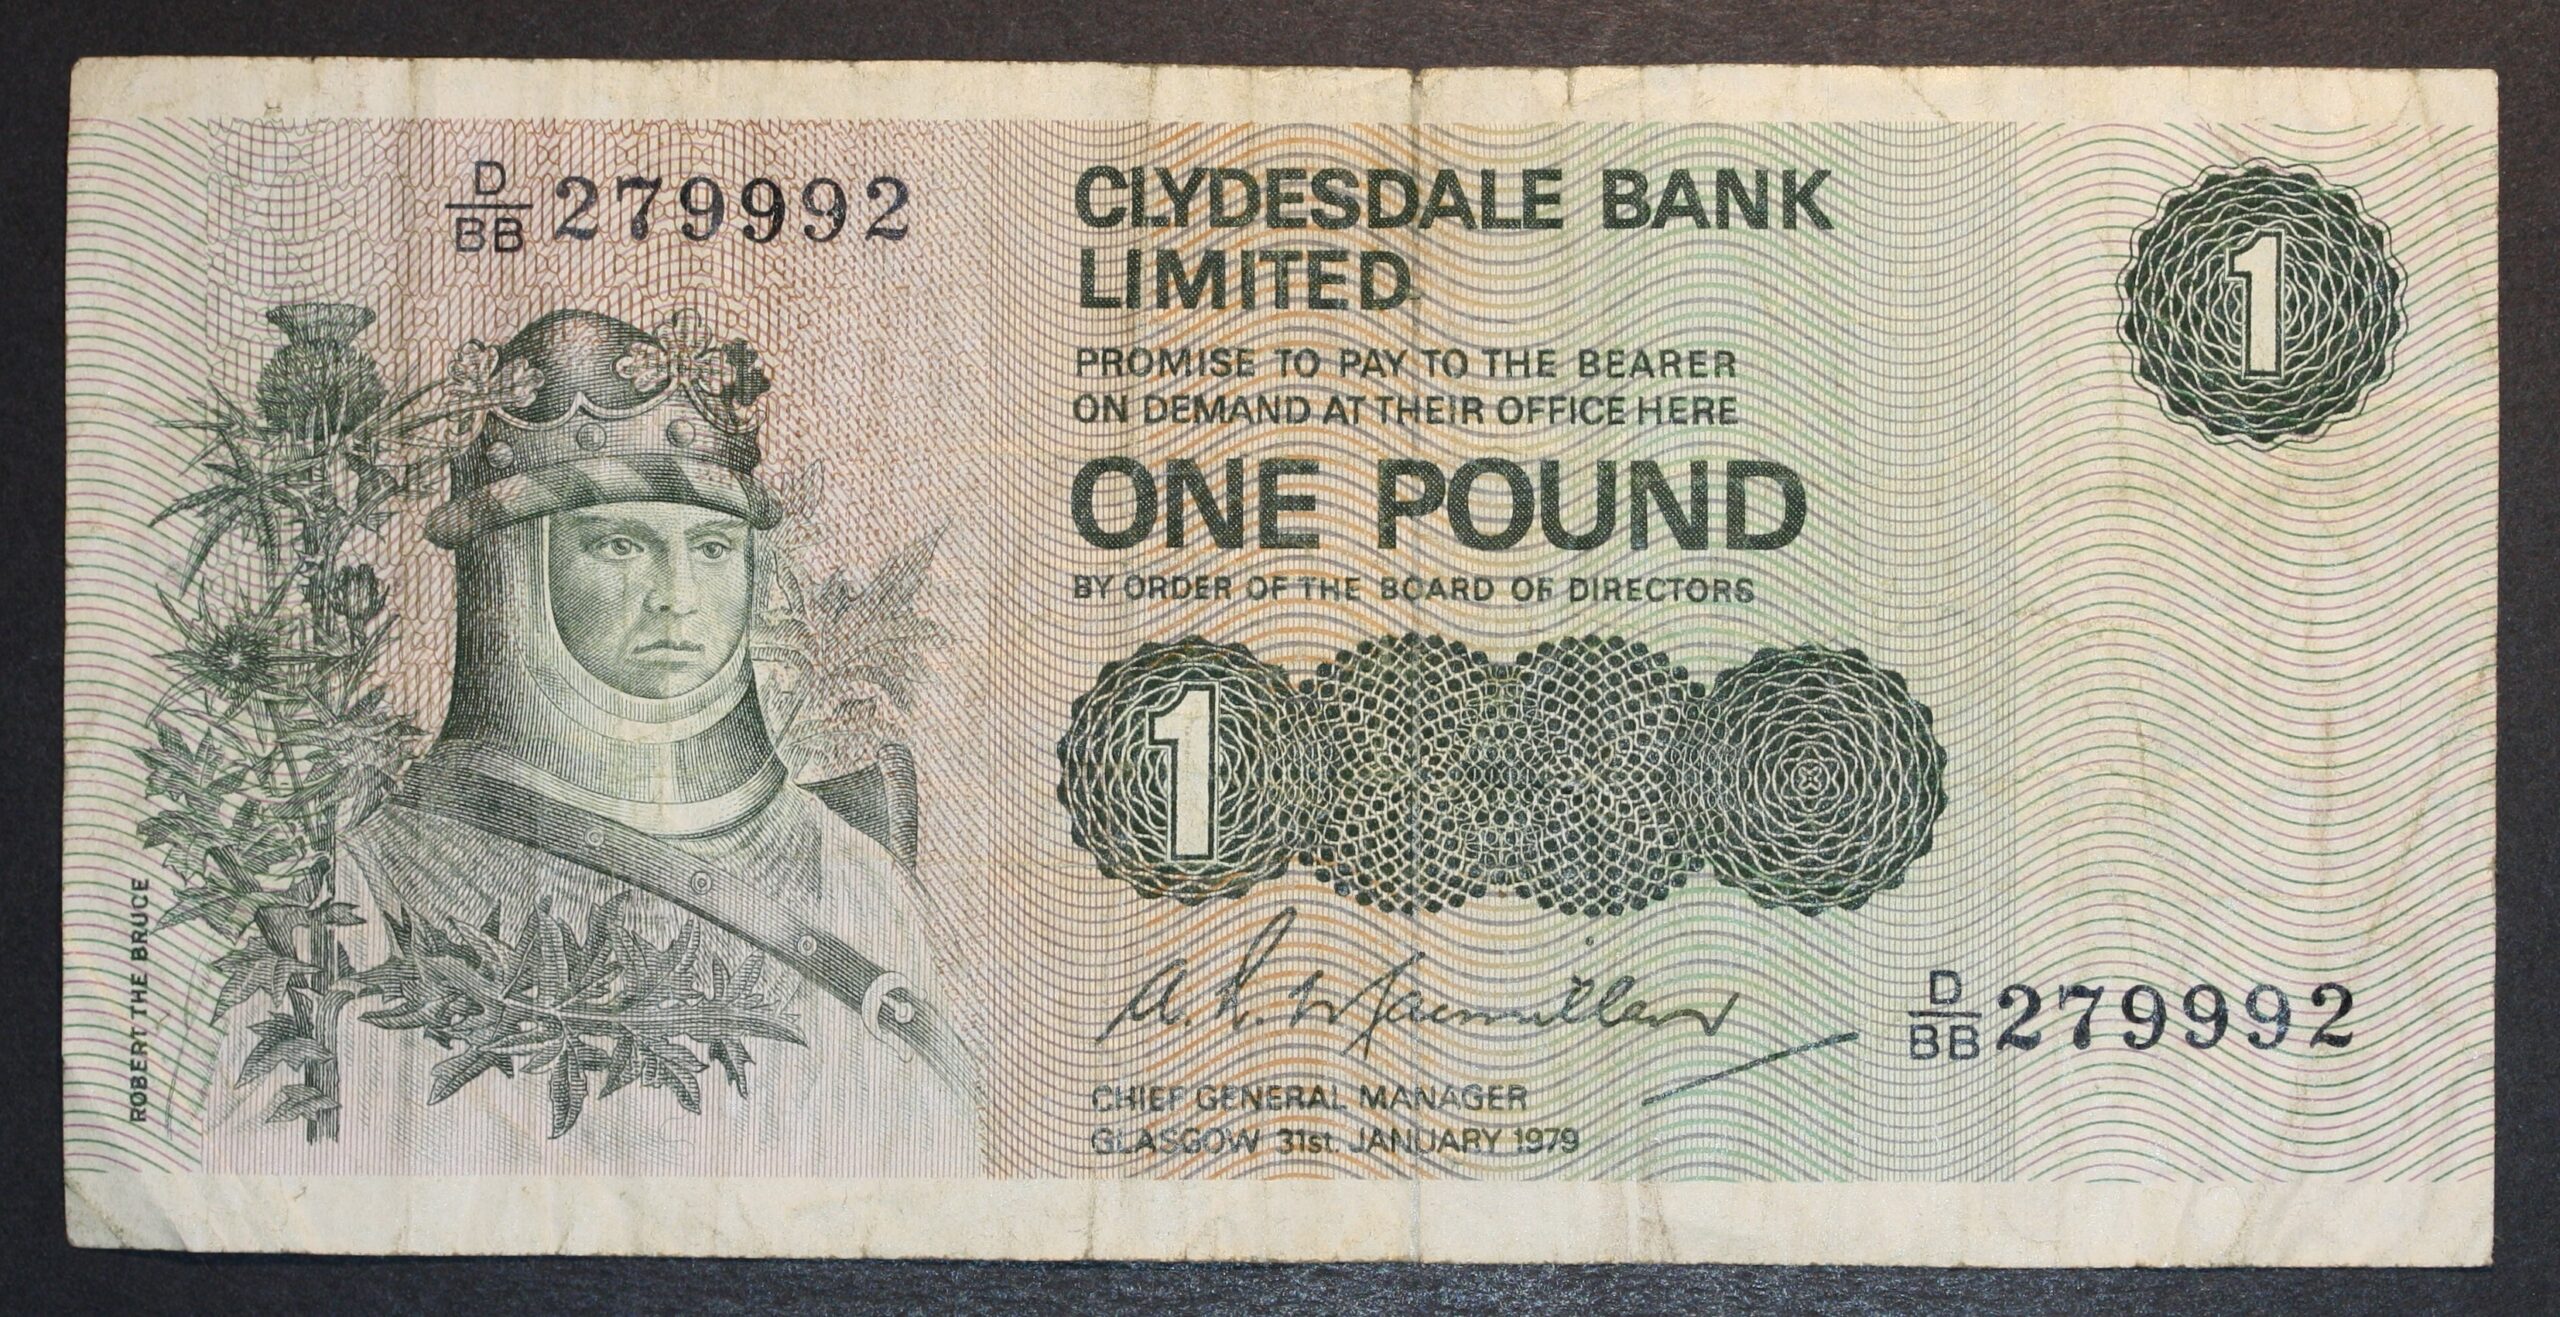 D/BB 279992
CLYDESDALE BANK
LIMITED
PROMISE TO PAY TO THE BEARER
ON DEMAND AT THEIR OFFICE HERE
ONE POUND
BY ORDER OF THE BOARD OF DIRECTORS
1
1
A. R. Macmillan
CHIEF GENERAL MANAGER
GLASGOW 31st. JANUARY 1979
D/BB 279992
ROBERT THE BRUCE